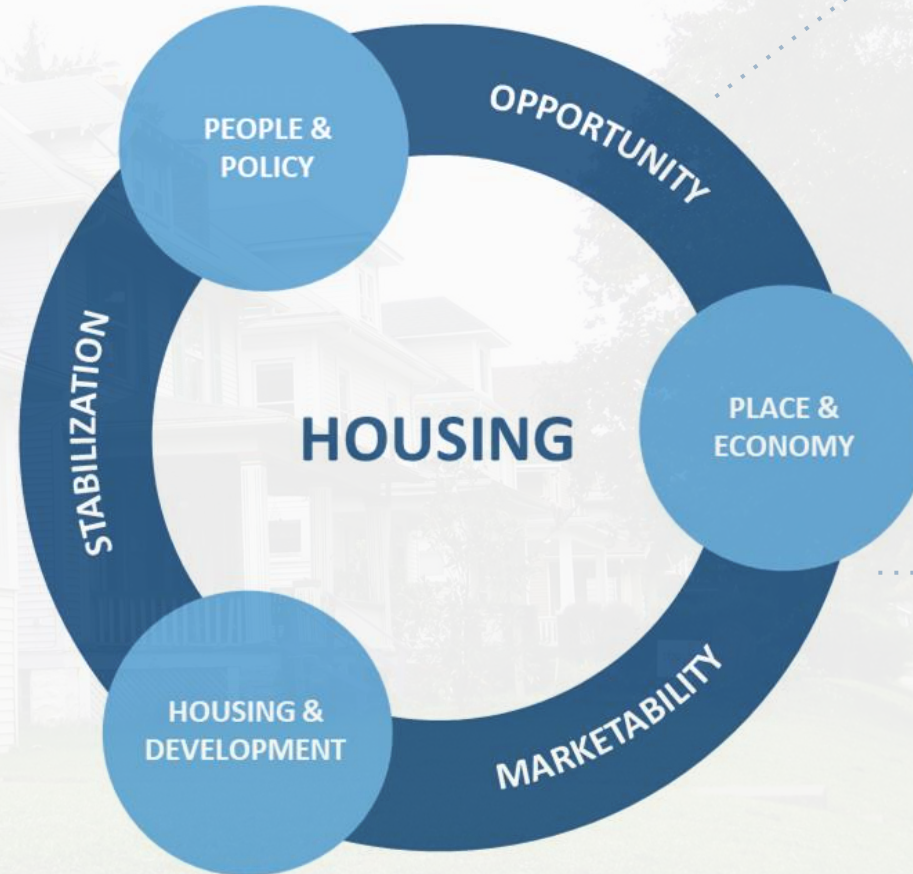 OPPORTUNITY
PEOPLE &
POLICY
STABILIZATION
HOUSING
PLACE &
ECONOMY
HOUSING &
DEVELOPMENT
MARKETABILITY